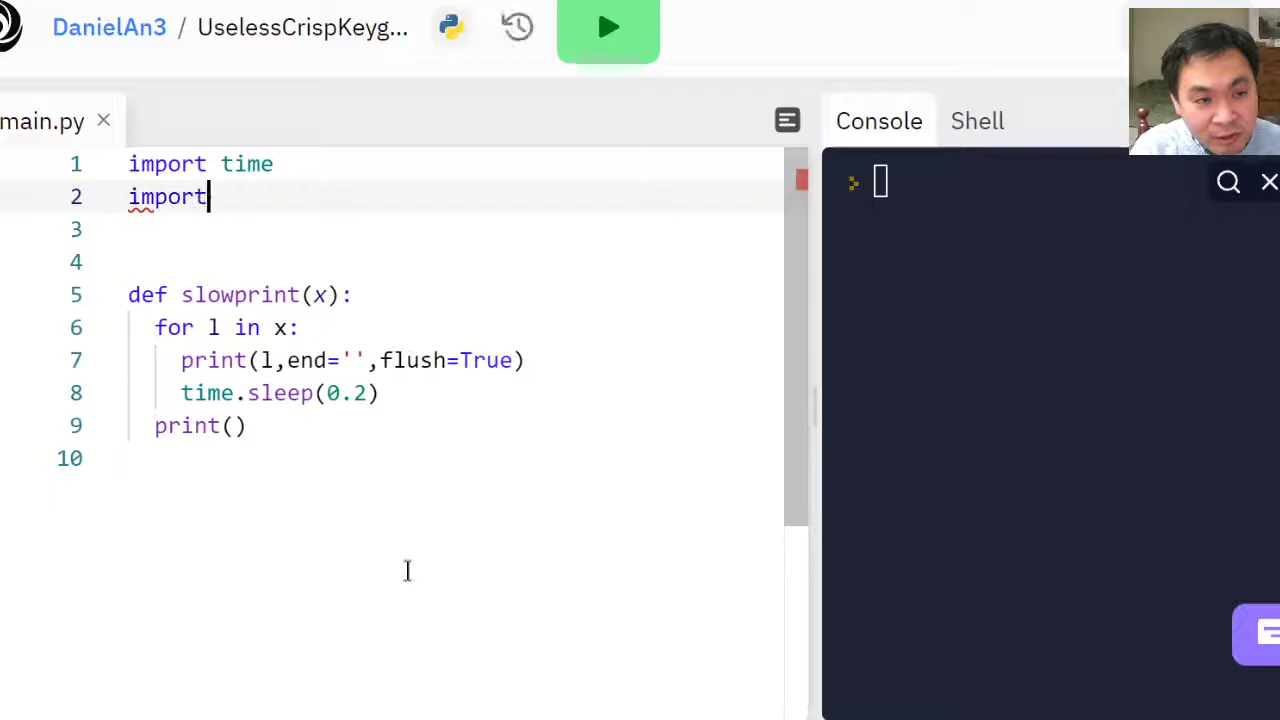 DanielAn3 / UselessCrispKeyg...
main.py
Console Shell
1 import time
2 import
3
4
5 def slowprint(x):
6 for l in x:
7 print(l,end='',flush=True)
8 time.sleep(0.2)
9 print()
10